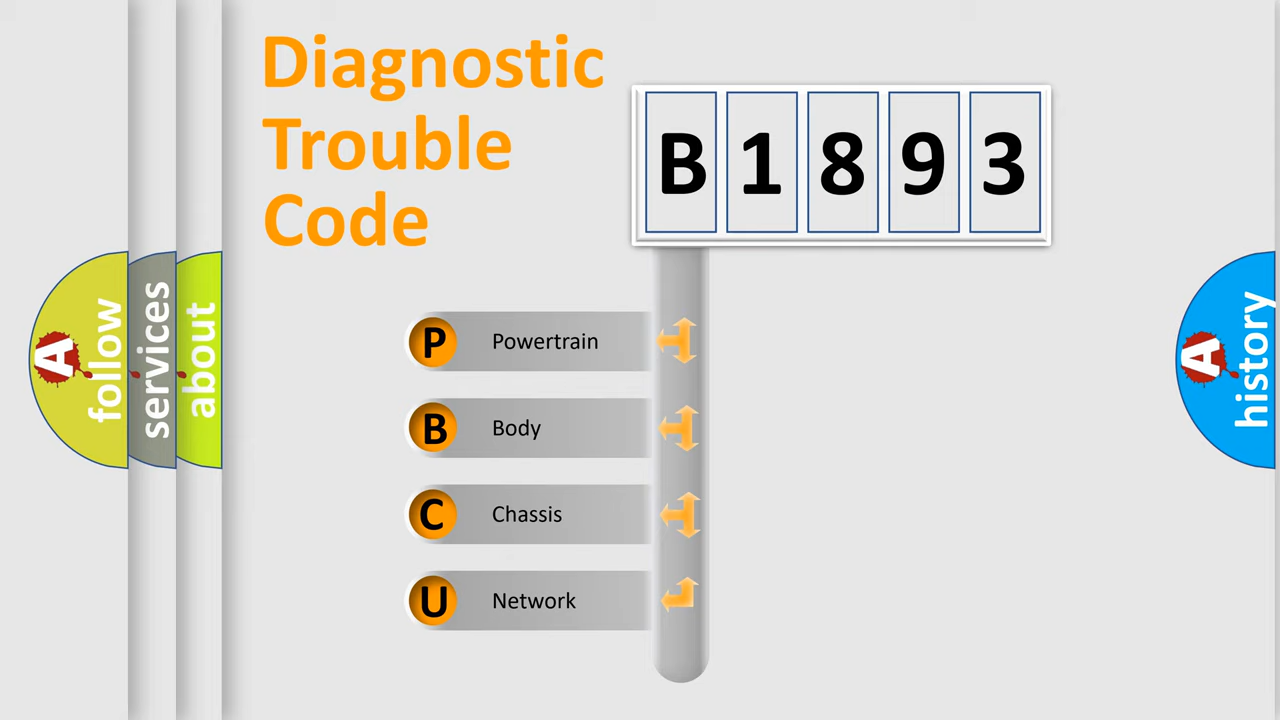 Diagnostic
Trouble
Code
B 1 8 9 3
P Powertrain
B Body
C Chassis
U Network
A follow
services
about
A history